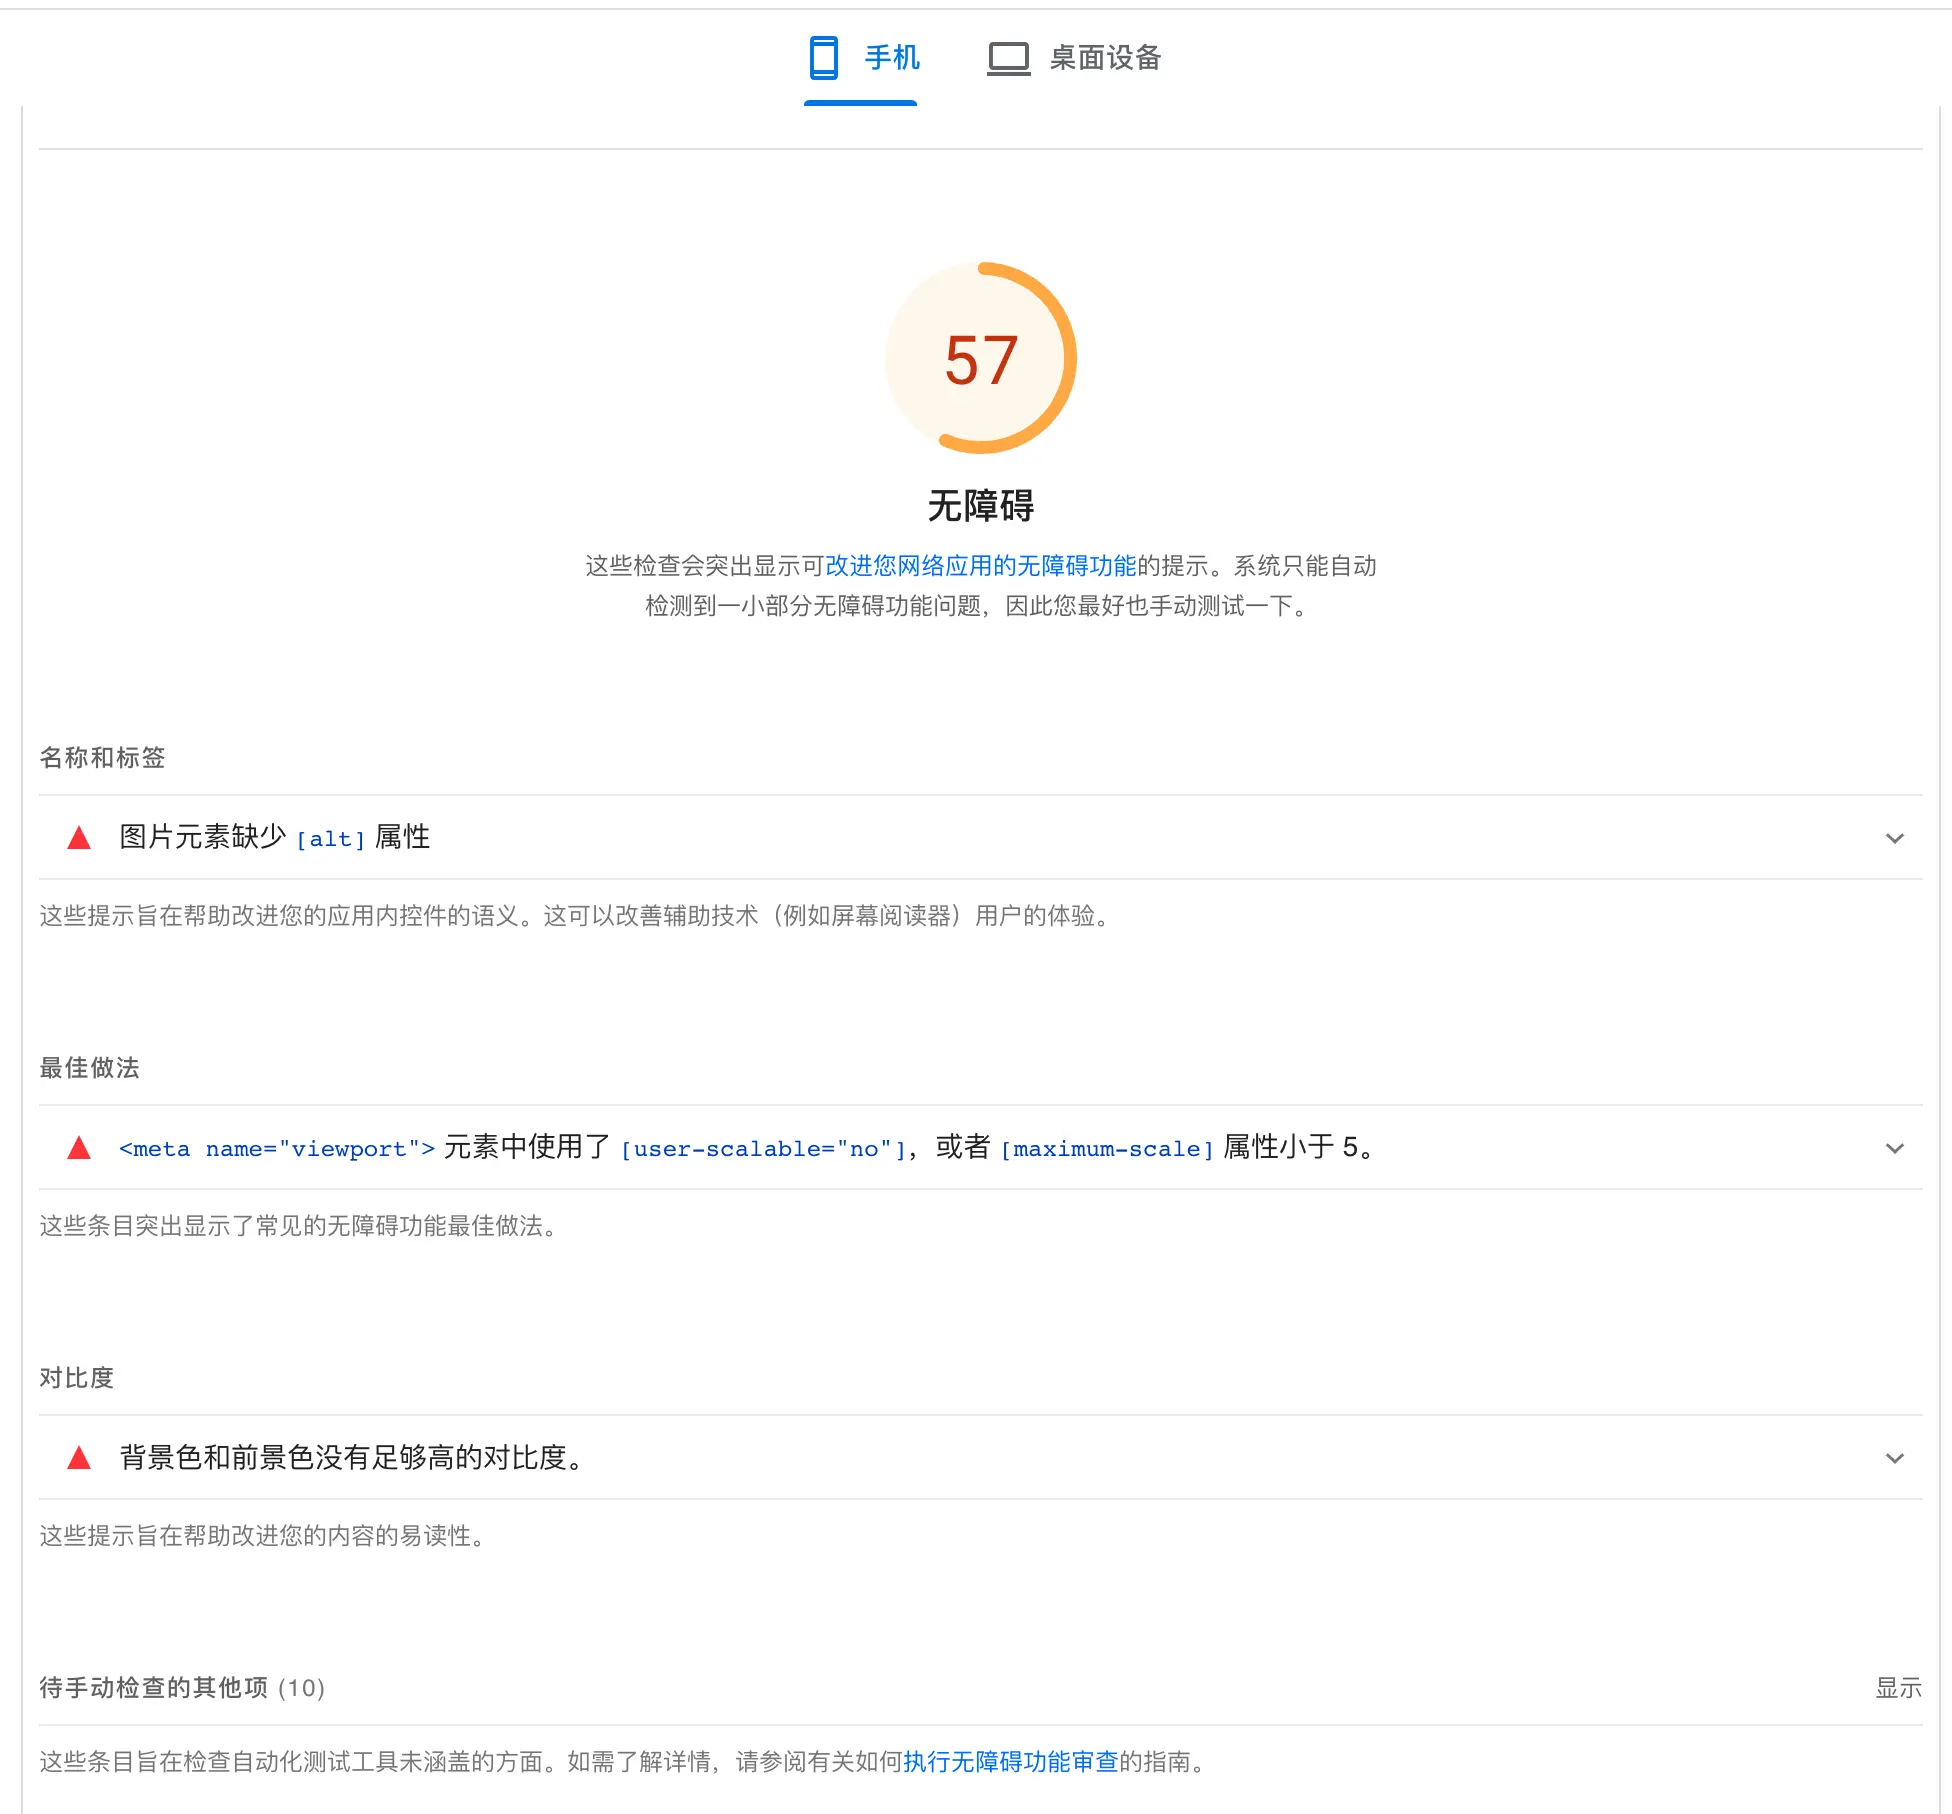 手机
桌面设备
57
无障碍
这些检查会突出显示可改进您网络应用的无障碍功能的提示。系统只能自动
检测到一小部分无障碍功能问题，因此您最好也手动测试一下。
名称和标签
图片元素缺少 [alt] 属性
这些提示旨在帮助改进您的应用内控件的语义。这可以改善辅助技术（例如屏幕阅读器）用户的体验。
最佳做法
<meta name="viewport"> 元素中使用了 [user-scalable="no"]，或者 [maximum-scale] 属性小于 5。
这些条目突出显示了常见的无障碍功能最佳做法。
对比度
背景色和前景色没有足够高的对比度。
这些提示旨在帮助改进您的内容的易读性。
待手动检查的其他项 (10)
显示
这些条目旨在检查自动化测试工具未涵盖的方面。如需了解详情，请参阅有关如何执行无障碍功能审查的指南。